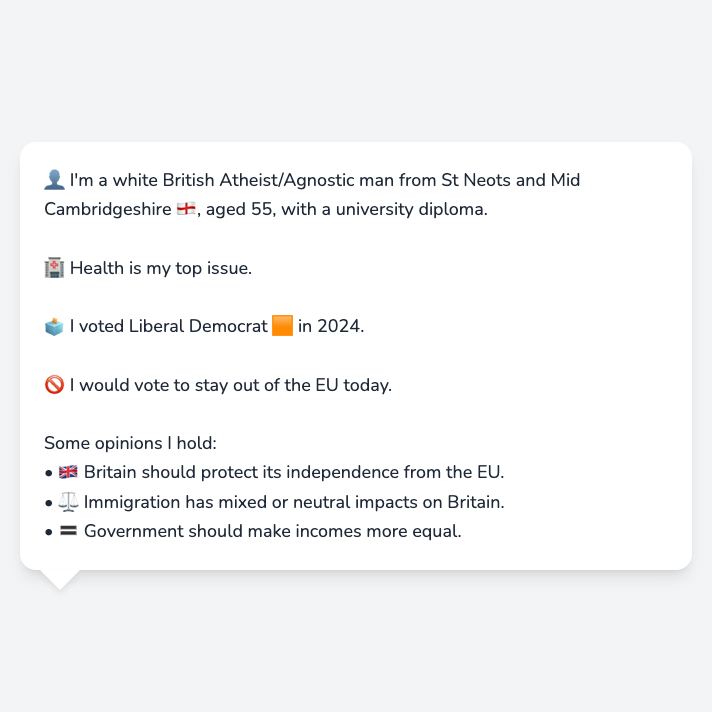 👤 I'm a white British Atheist/Agnostic man from St Neots and Mid
Cambridgeshire 🏴󠁧󠁢󠁥󠁮󠁧󠁿, aged 55, with a university diploma.
🏥 Health is my top issue.
🗳️ I voted Liberal Democrat 🟧 in 2024.
🚫 I would vote to stay out of the EU today.
Some opinions I hold:
• 🇬🇧 Britain should protect its independence from the EU.
• ⚖️ Immigration has mixed or neutral impacts on Britain.
• 🟰 Government should make incomes more equal.